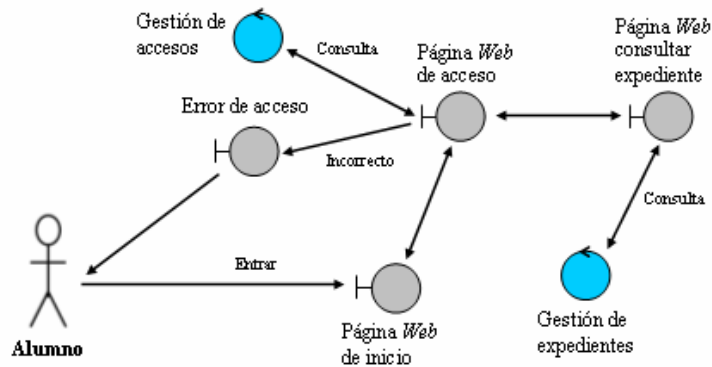 Gestión de
accesos
Consulta
Página Web
de acceso
Página Web
consultar
expediente
Error de acceso
Incorrecto
Consulta
Entrar
Alumno
Página Web
de inicio
Gestión de
expedientes